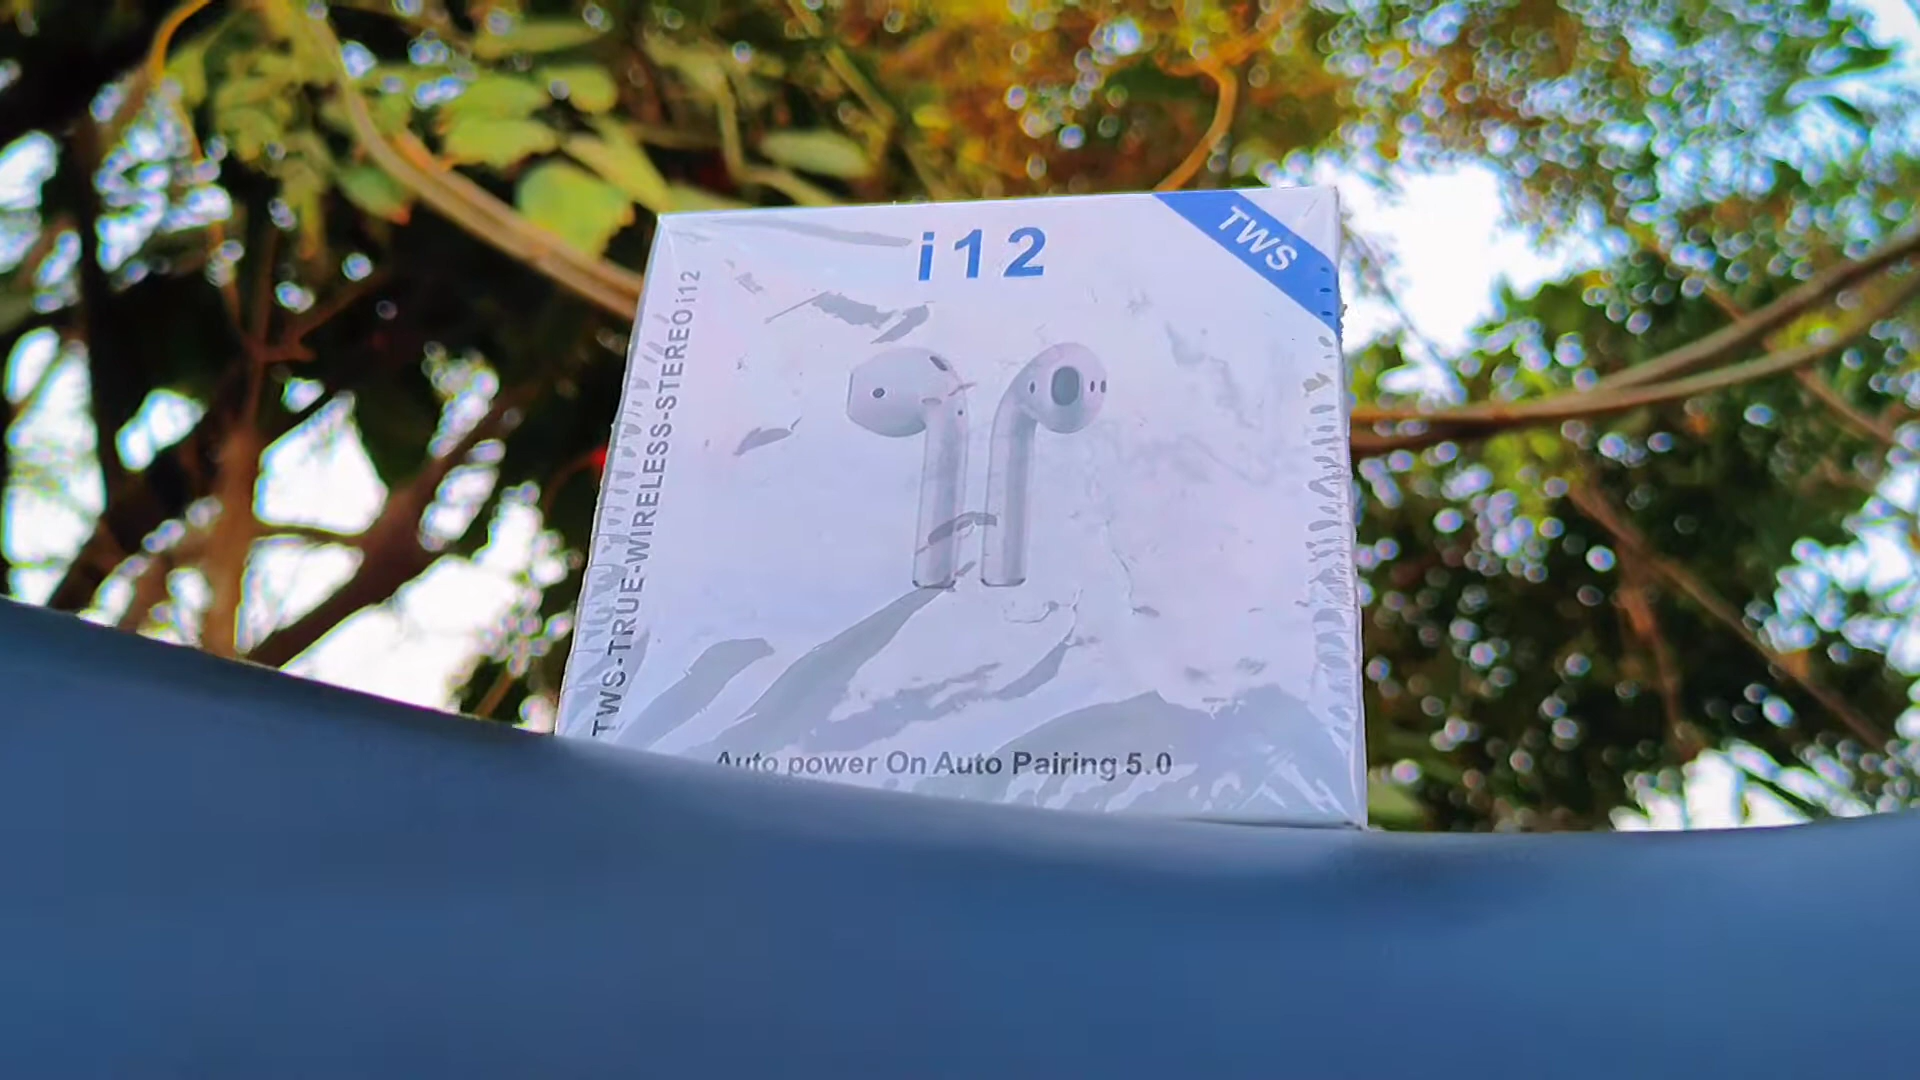 i12
TWS
TWS-TRUE-WIRELESS-STEREO i12
Auto power On Auto Pairing 5.0